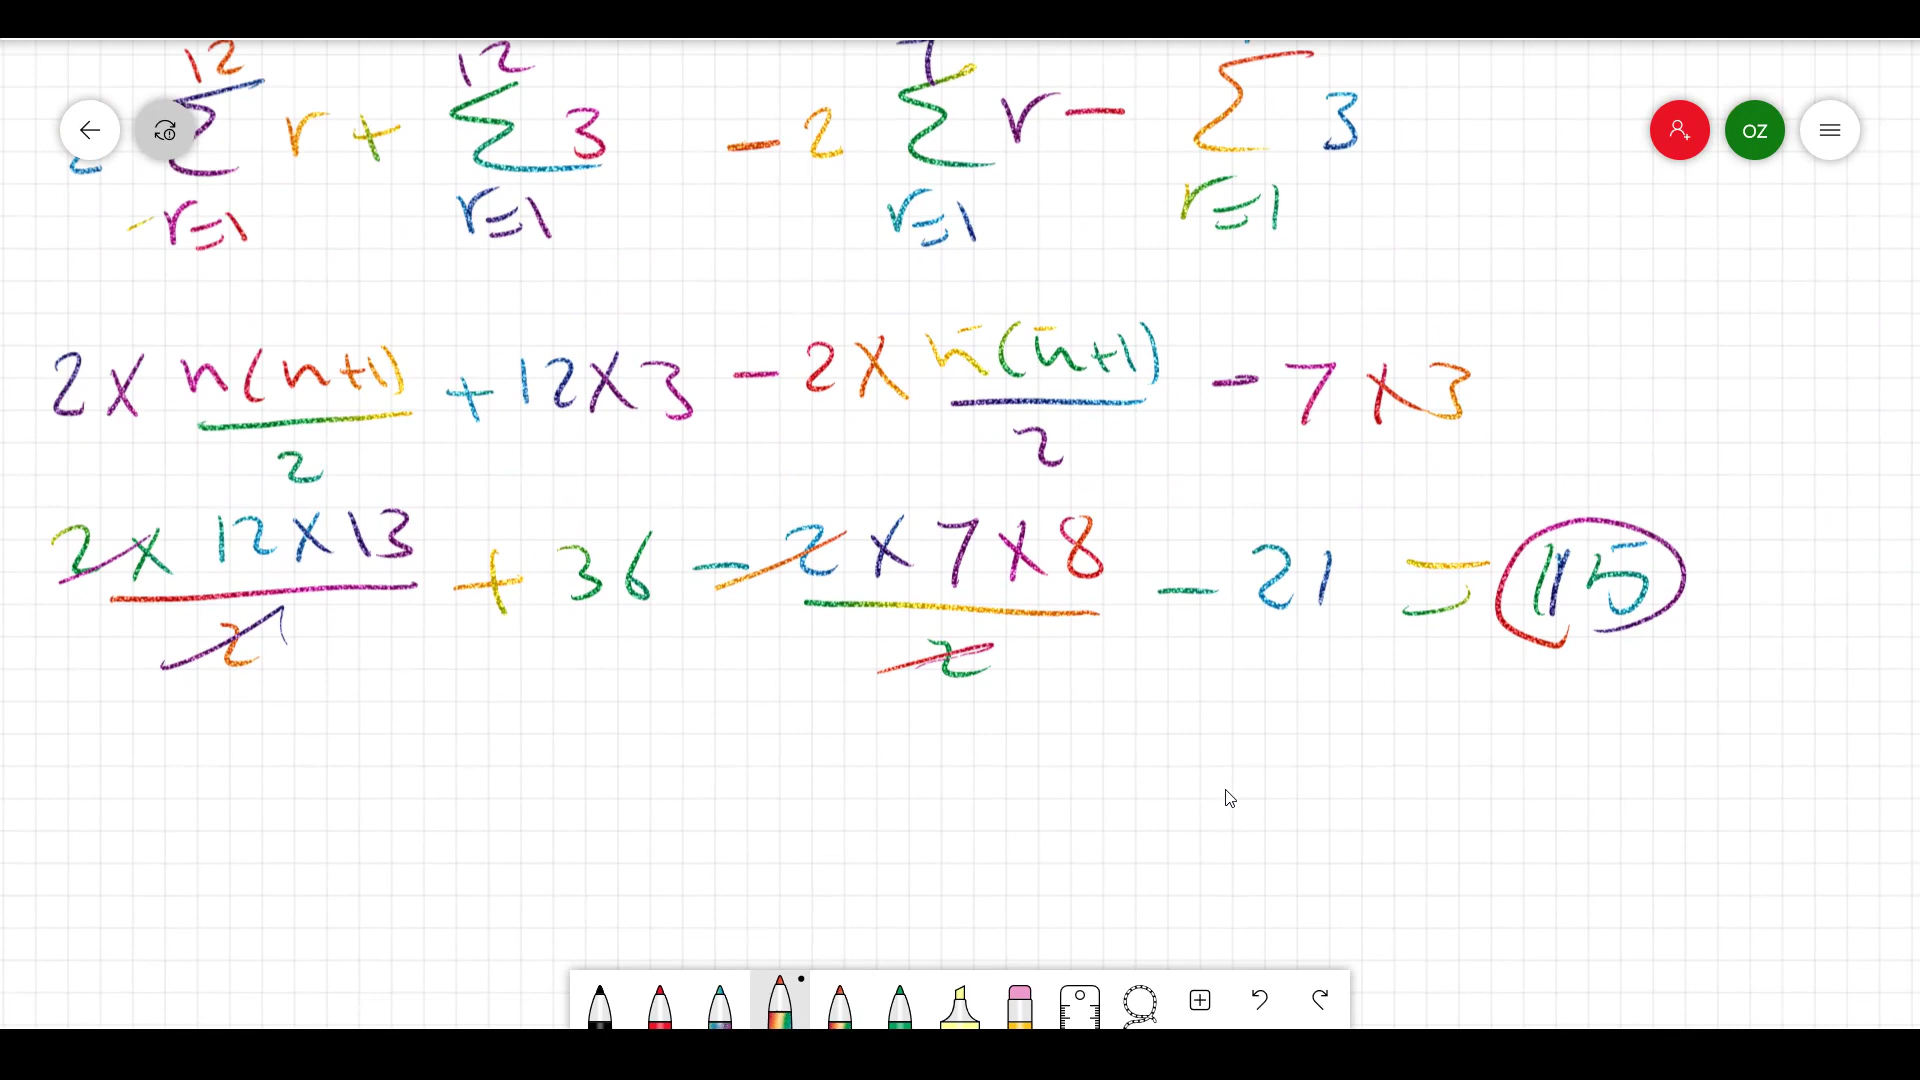 12 12 7
2 ∑ r + ∑ 3 - 2 ∑ r - ∑ 3
r=1 r=1 r=1 r=1
OZ
2 × n(n+1)/2 + 12 × 3 - 2 × n(n+1)/2 - 7 × 3
2 × 12 × 13/2 + 36 - 2 × 7 × 8/2 - 21 = 115